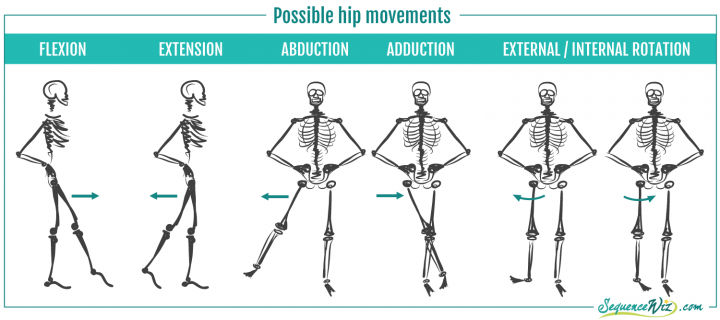 Possible hip movements
FLEXION
EXTENSION
ABDUCTION
ADDUCTION
EXTERNAL / INTERNAL ROTATION
SequenceWiz.com